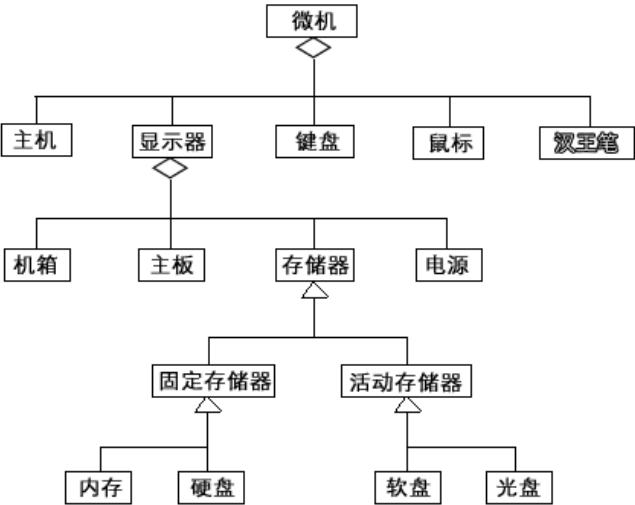 微机
主机
显示器
键盘
鼠标
汉王笔
机箱
主板
存储器
电源
固定存储器
活动存储器
内存
硬盘
软盘
光盘